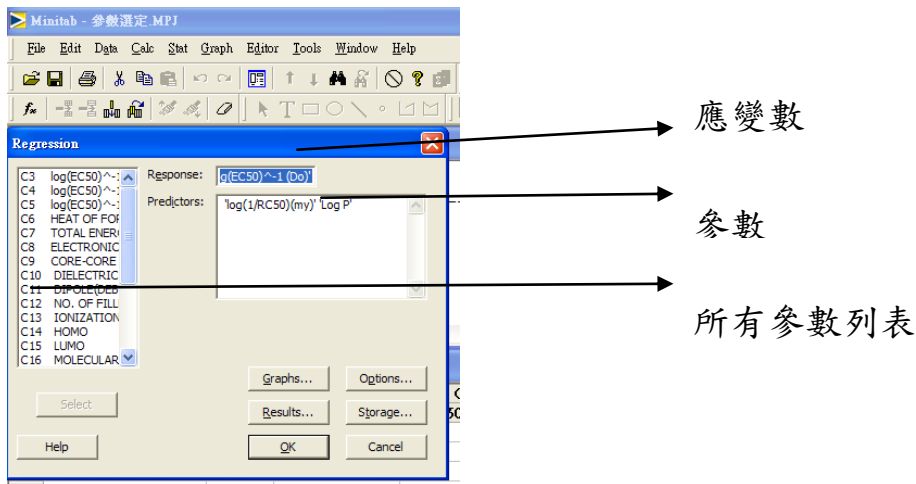 Minitab - 參數選定.MPJ
File Edit Data Calc Stat Graph Editor Tools Window Help
Regression
C3 log(EC50)^-
C4 log(EC50)^-
C5 log(EC50)^-
C6 HEAT OF FO
C7 TOTAL ENER
C8 ELECTRONIC
C9 CORE-CORE
C10 DIELECTRIC
C11 DIPOLE(DEB
C12 NO. OF FILL
C13 IONIZATION
C14 HOMO
C15 LUMO
C16 MOLECULAR
Response: g(EC50)^-1 (Do)'
Predictors: 'log(1/RC50)(my)' 'Log P'
Select
Graphs... Options...
Results... Storage...
Help OK Cancel
應變數
參數
所有參數列表